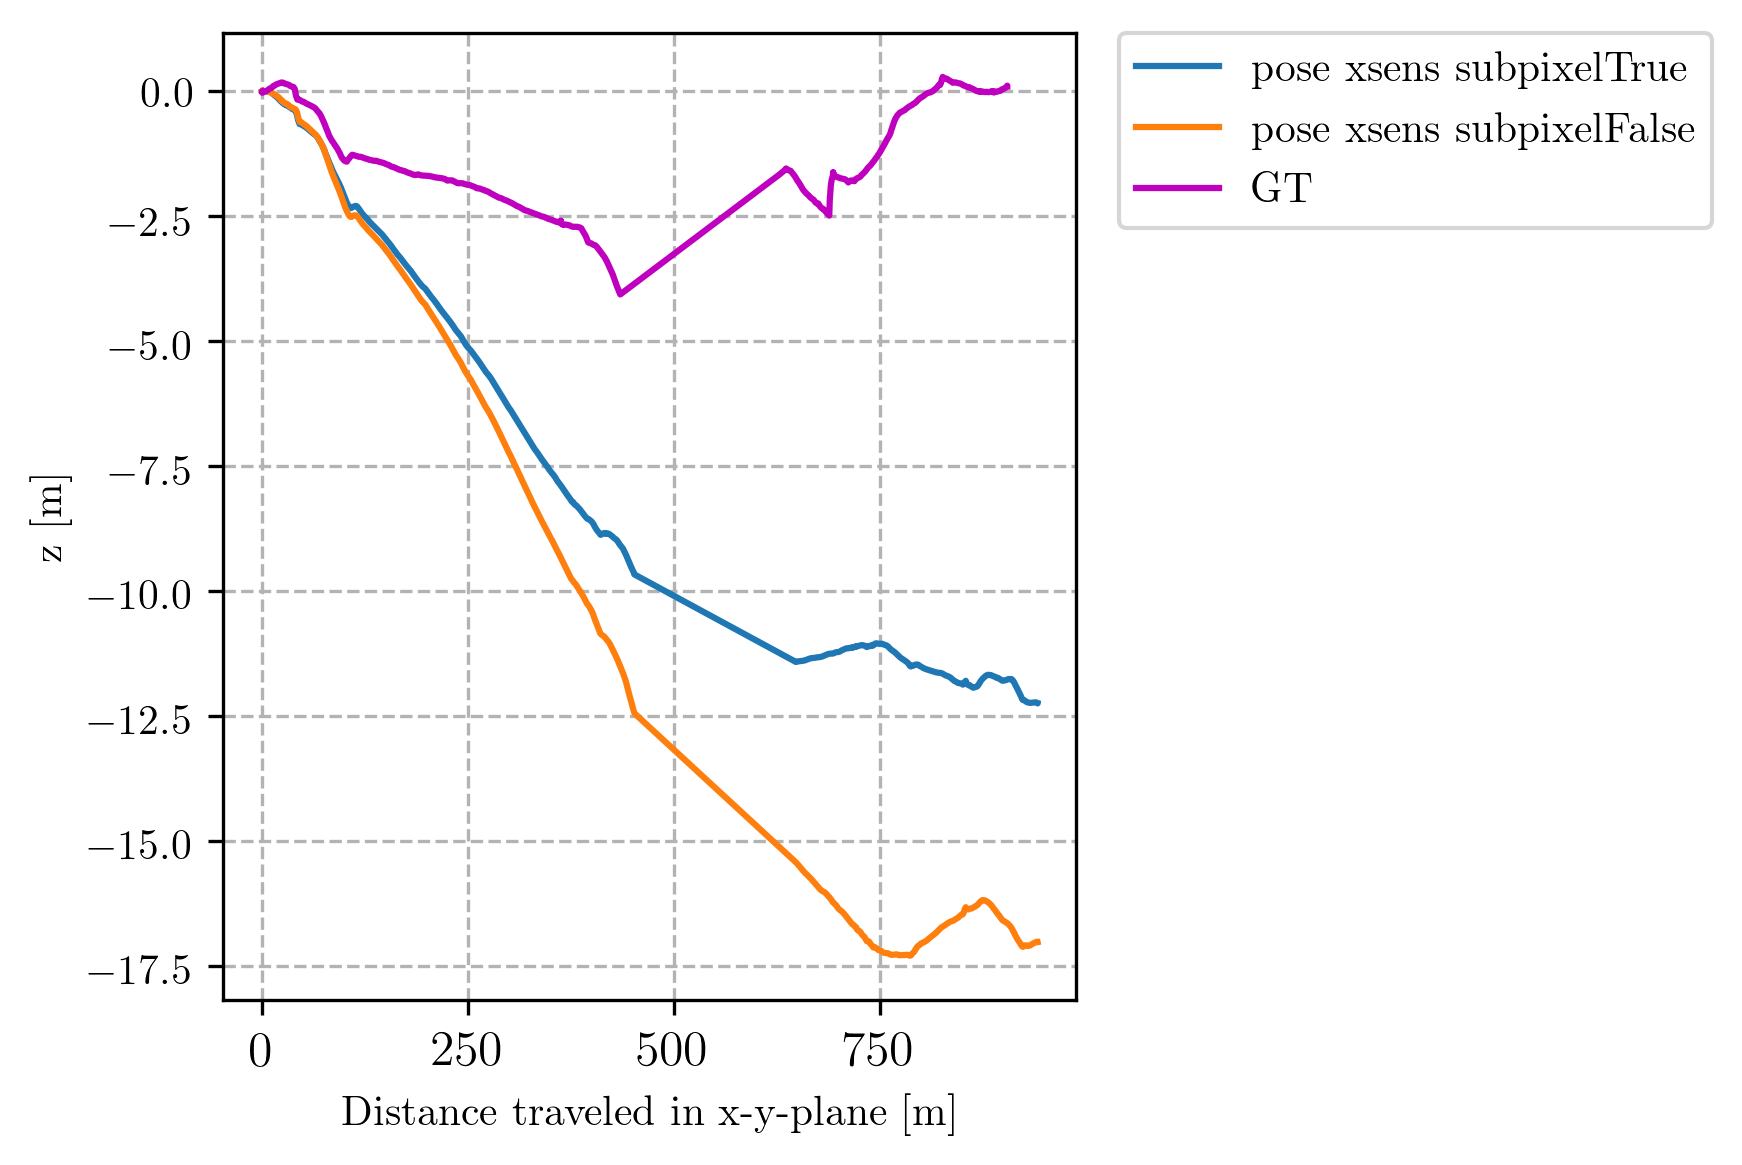 pose xsens subpixelTrue
pose xsens subpixelFalse
GT
0.0
−2.5
−5.0
−7.5
−10.0
−12.5
−15.0
−17.5
z [m]
0 250 500 750
Distance traveled in x-y-plane [m]